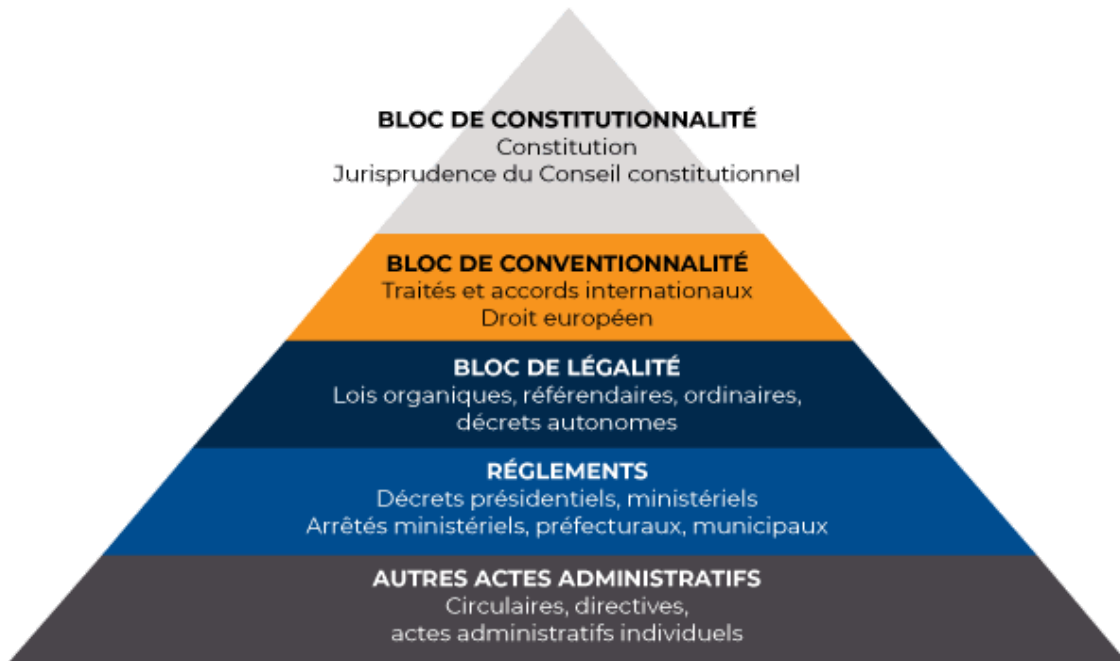 BLOC DE CONSTITUTIONNALITÉ
Constitution
Jurisprudence du Conseil constitutionnel
BLOC DE CONVENTIONNALITÉ
Traités et accords internationaux
Droit européen
BLOC DE LÉGALITÉ
Lois organiques, référendaires, ordinaires,
décrets autonomes
RÉGLEMENTS
Décrets présidentiels, ministériels
Arrêtés ministériels, préfecturaux, municipaux
AUTRES ACTES ADMINISTRATIFS
Circulaires, directives,
actes administratifs individuels